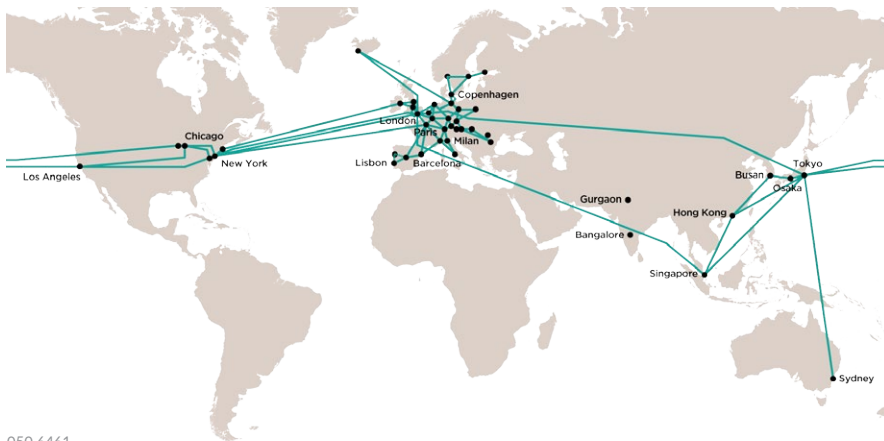 Copenhagen
London
Chicago
Paris
Milan
New York
Lisbon
Barcelona
Los Angeles
Tokyo
Busan
Osaka
Gurgaon
Hong Kong
Bangalore
Singapore
Sydney